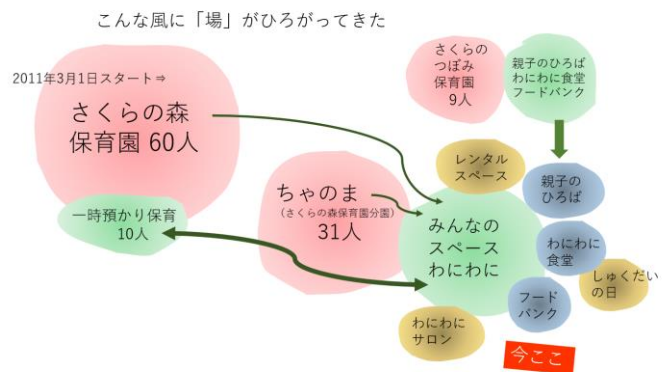 こんな風に「場」がひろがってきた
2011年3月1日スタート⇒
さくらの森
保育園 60人
一時預かり保育
10人
ちゃのま
(さくらの森保育園分園)
31人
さくらの
つぼみ
保育園
9人
親子のひろば
わにわに食堂
フードバンク
レンタル
スペース
親子の
ひろば
みんなの
スペース
わにわに
わにわに
食堂
しゅくだい
の日
フード
バンク
わにわに
サロン
今ここ